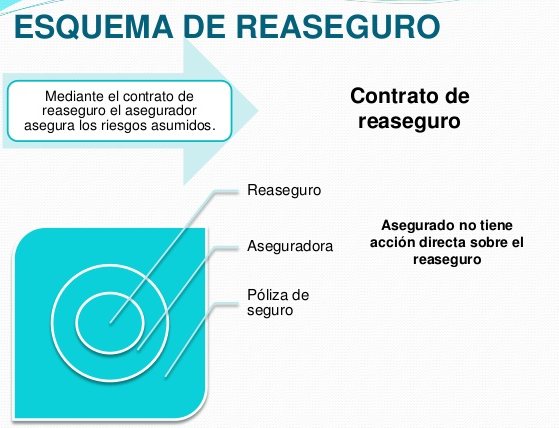 ESQUEMA DE REASEGURO
Mediante el contrato de
reaseguro el asegurador
asegura los riesgos asumidos.
Contrato de
reaseguro
Reaseguro
Aseguradora
Póliza de
seguro
Asegurado no tiene
acción directa sobre el
reaseguro